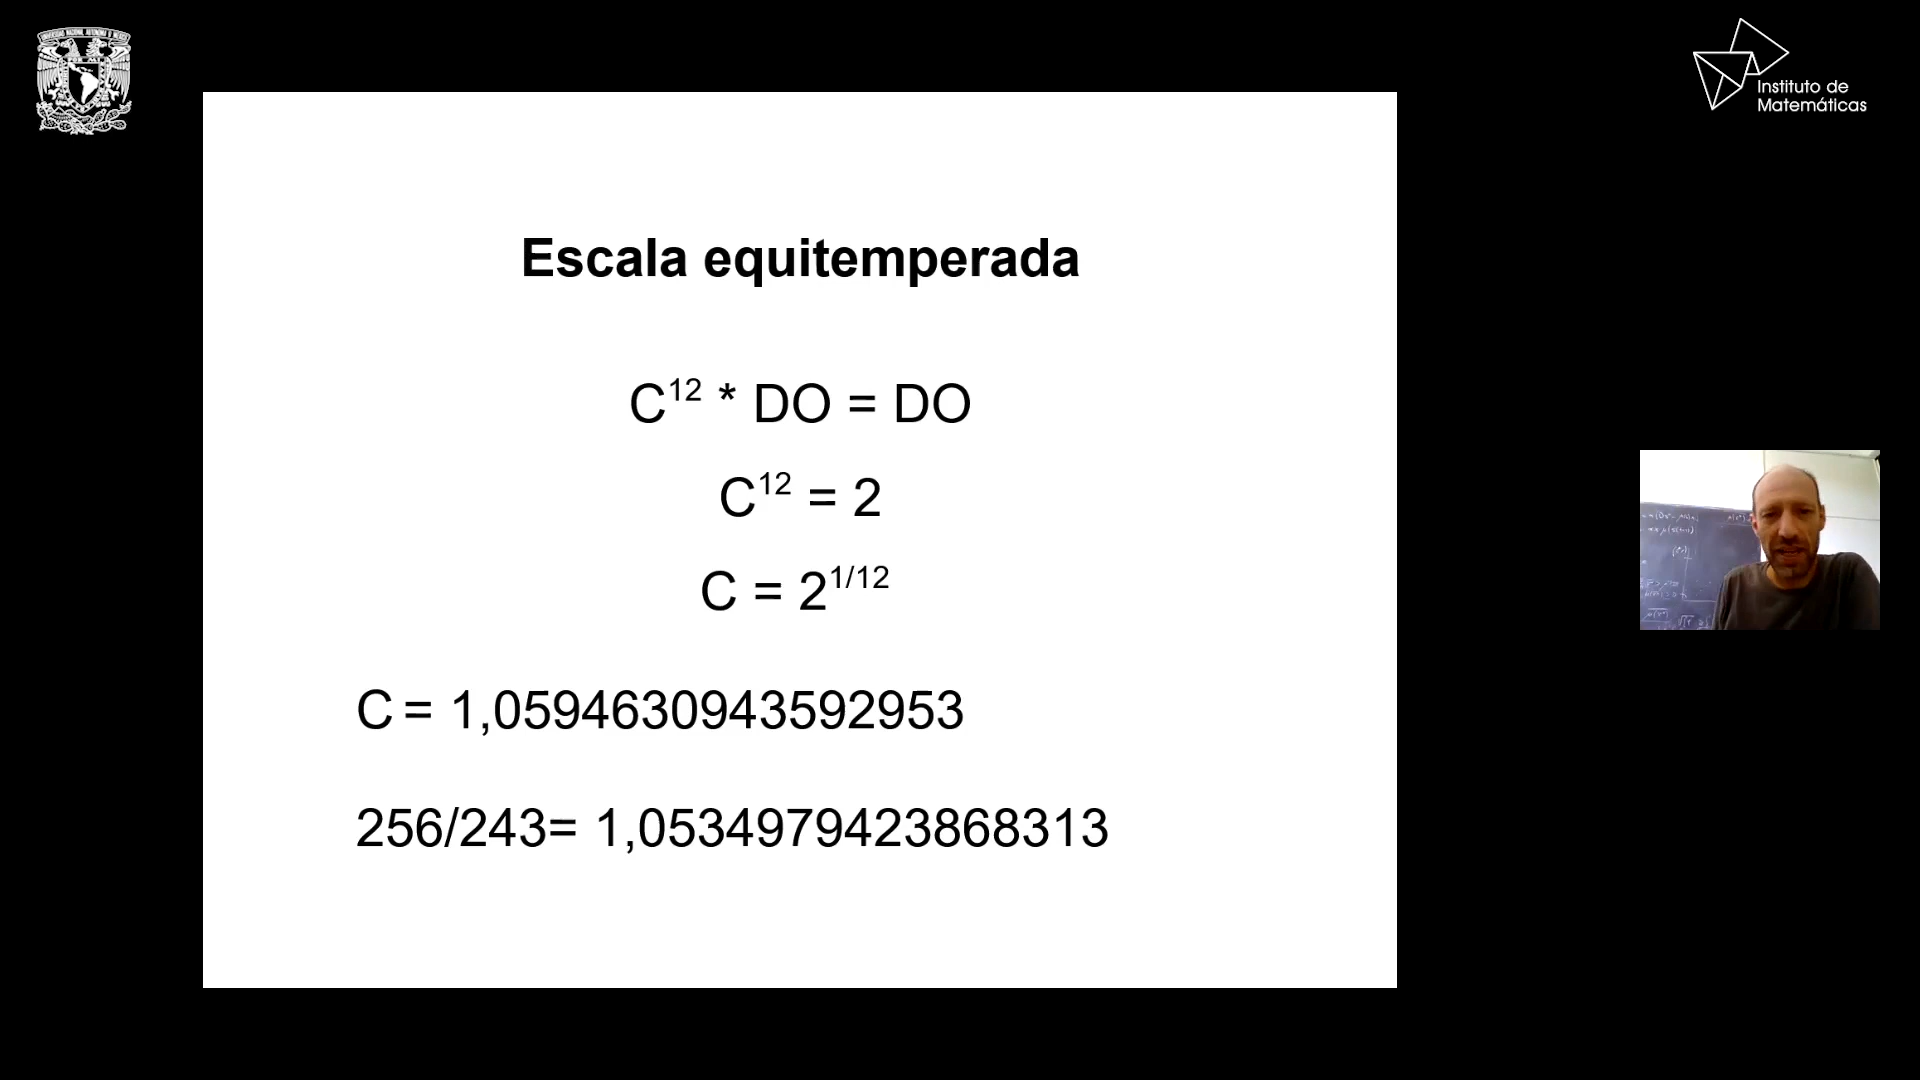 Instituto de
Matemáticas
Escala equitemperada
C¹² * DO = DO
C¹² = 2
C = 2¹/¹²
C = 1,0594630943592953
256/243= 1,0534979423868313